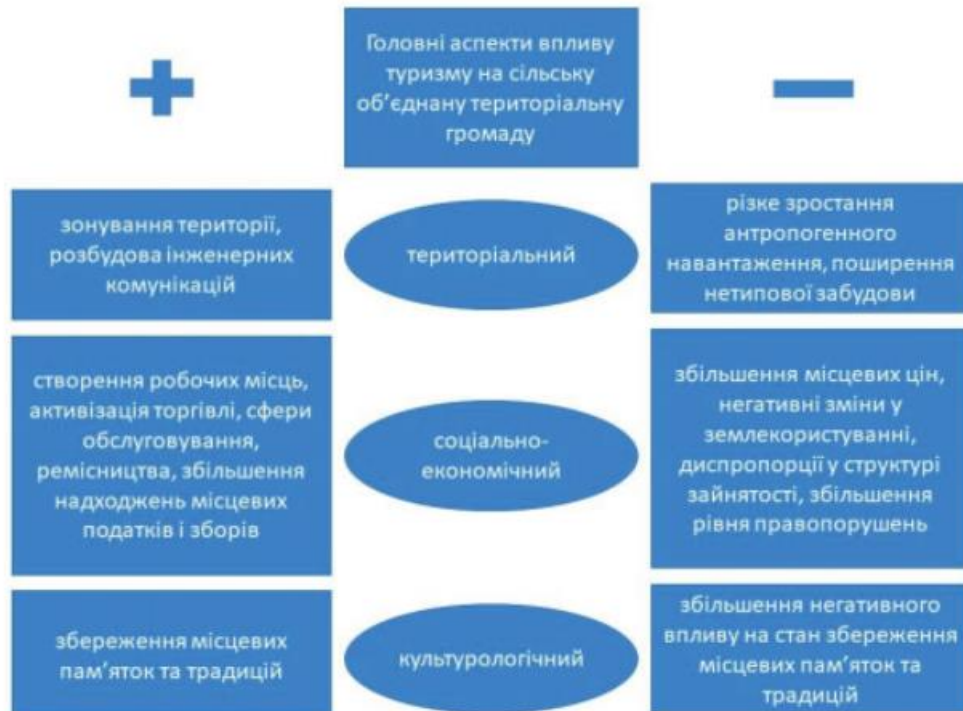 Головні аспекти впливу
туризму на сільську
об’єднану територіальну
громаду
зонування території,
розбудова інженерних
комунікацій
територіальний
різке зростання
антропогенного
навантаження, поширення
нетипової забудови
створення робочих місць,
активізація торгівлі, сфери
обслуговування,
ремісництва, збільшення
надходжень місцевих
податків і зборів
соціально-
економічний
збільшення місцевих цін,
негативні зміни у
землекористуванні,
диспропорції у структурі
зайнятості, збільшення
рівня правопорушень
збереження місцевих
пам’яток та традицій
культурологічний
збільшення негативного
впливу на стан збереження
місцевих пам’яток та
традицій